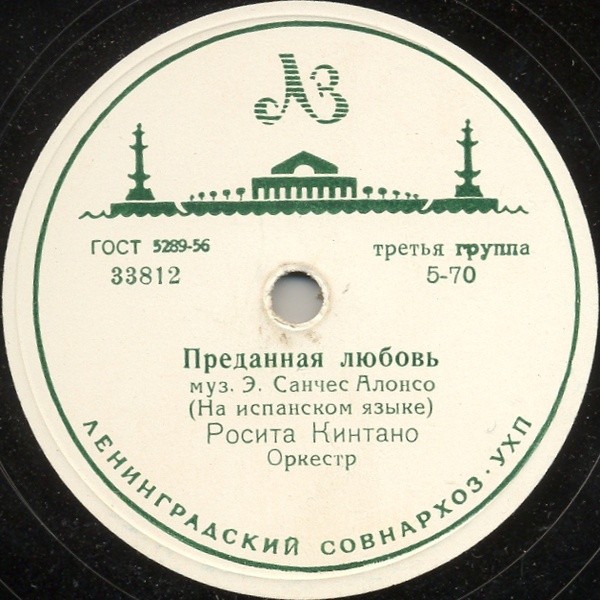 ЛЗ
ГОСТ 5289-56
третья группа
33812
5-70
Преданная любовь
муз. Э. Санчес Алонсо
(На испанском языке)
Росита Кинтано
Оркестр
ЛЕНИНГРАДСКИЙ СОВНАРХОЗ · УХП